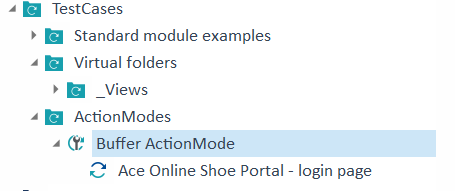 TestCases
Standard module examples
Virtual folders
_Views
ActionModes
Buffer ActionMode
Ace Online Shoe Portal - login page